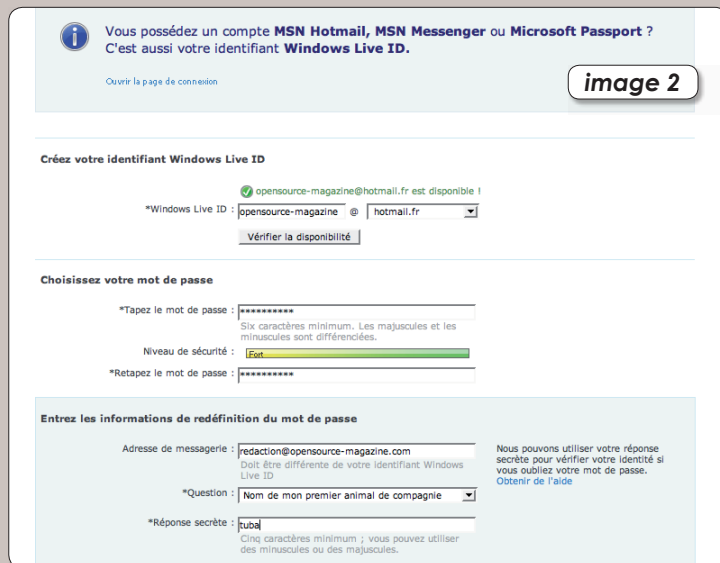 Vous possédez un compte MSN Hotmail, MSN Messenger ou Microsoft Passport ?
C'est aussi votre identifiant Windows Live ID.
Ouvrir la page de connexion
image 2
Créez votre identifiant Windows Live ID
opensource-magazine@hotmail.fr est disponible !
*Windows Live ID : opensource-magazine @ hotmail.fr
Vérifier la disponibilité
Choisissez votre mot de passe
*Tapez le mot de passe : **********
Six caractères minimum. Les majuscules et les
minuscules sont différenciées.
Niveau de sécurité : Fort
*Retapez le mot de passe : **********
Entrez les informations de redéfinition du mot de passe
Adresse de messagerie : redaction@opensource-magazine.com
Doit être différente de votre identifiant Windows
Live ID
*Question : Nom de mon premier animal de compagnie
*Réponse secrète : tuba
Cinq caractères minimum ; vous pouvez utiliser
des minuscules ou des majuscules.
Nous pouvons utiliser votre réponse
secrète pour vérifier votre identité si
vous oubliez votre mot de passe.
Obtenir de l'aide